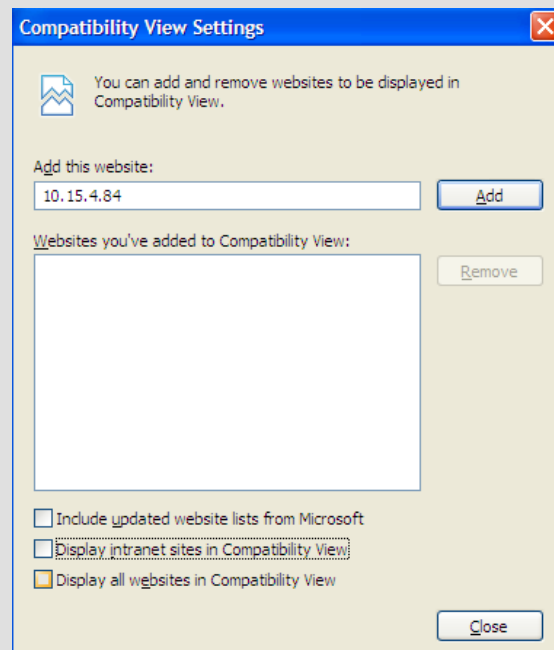 Compatibility View Settings
You can add and remove websites to be displayed in
Compatibility View.
Add this website:
10.15.4.84
Add
Websites you've added to Compatibility View:
Remove
Include updated website lists from Microsoft
Display intranet sites in Compatibility View
Display all websites in Compatibility View
Close